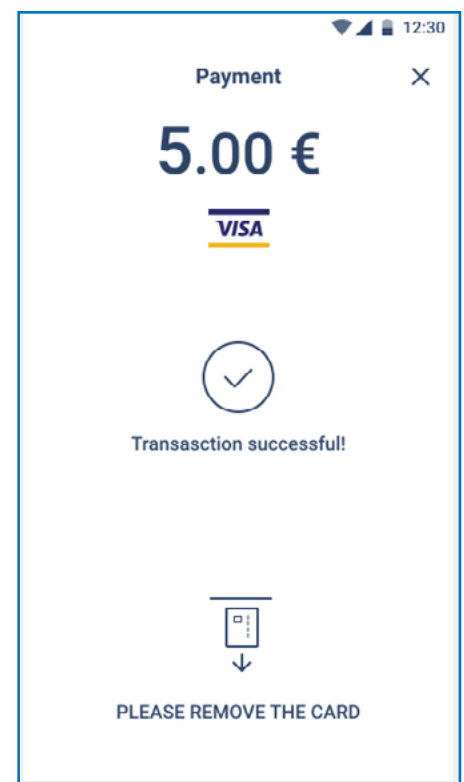 12:30
Payment
5.00 €
VISA
Transasction successful!
PLEASE REMOVE THE CARD